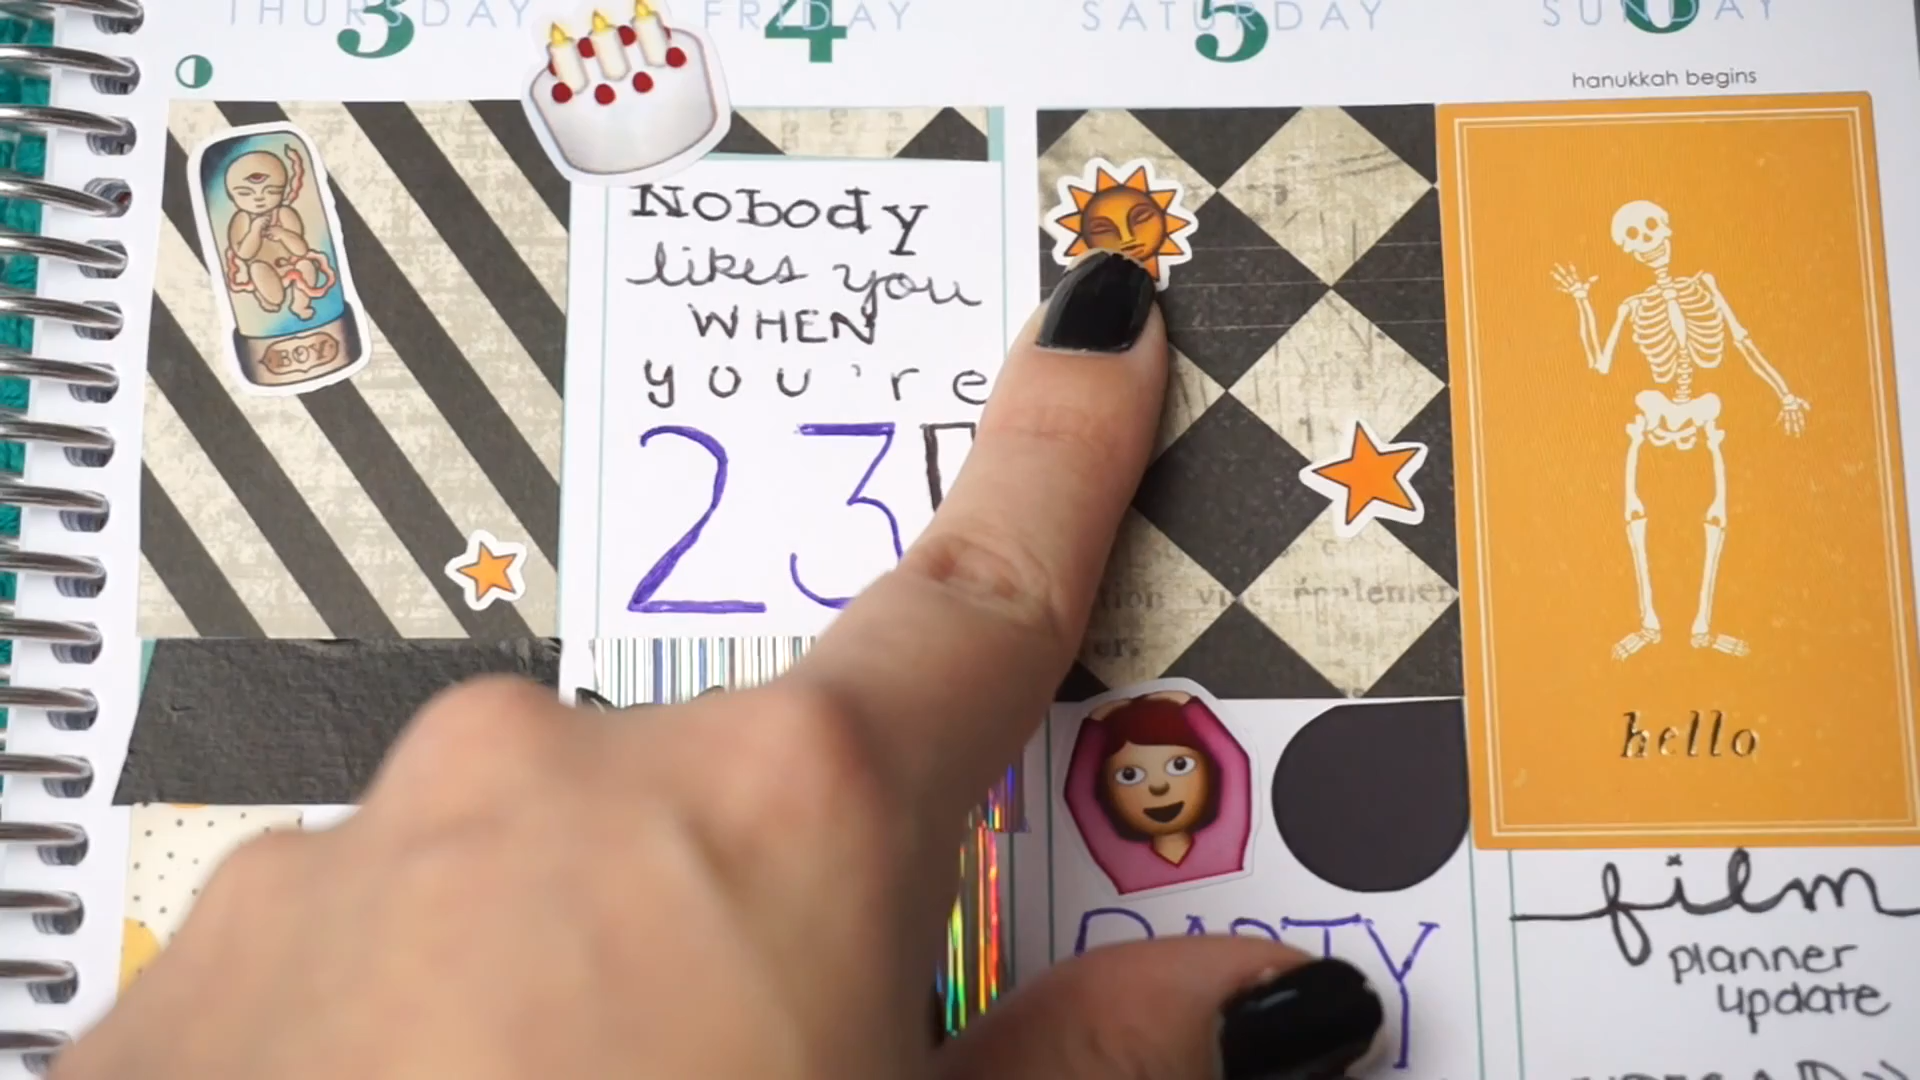 THURSDAY 3
FRIDAY 4
SATURDAY 5
SUNDAY 6
hanukkah begins
BOY
Nobody
likes you
WHEN
you're
23
hello
PARTY
film
planner
update